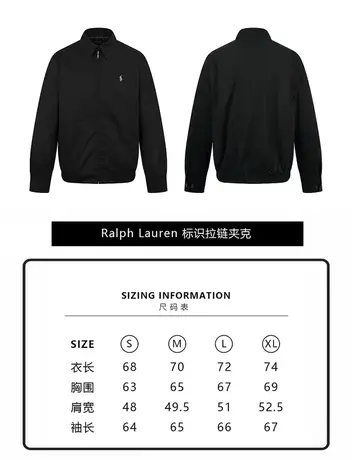 Ralph Lauren 标识拉链夹克
SIZING INFORMATION
尺码表
SIZE S M L XL
衣长 68 70 72 74
胸围 63 65 67 69
肩宽 48 49.5 51 52.5
袖长 64 65 66 67